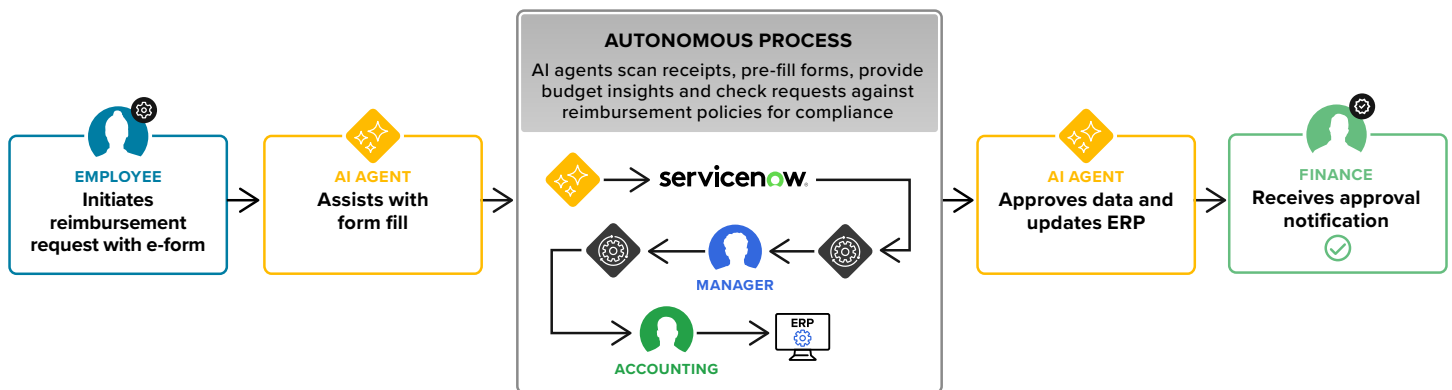 EMPLOYEE
Initiates
reimbursement
request with e-form
AI AGENT
Assists with
form fill
AUTONOMOUS PROCESS
AI agents scan receipts, pre-fill forms, provide
budget insights and check requests against
reimbursement policies for compliance
servicenow
MANAGER
ACCOUNTING
ERP
AI AGENT
Approves data and
updates ERP
FINANCE
Receives approval
notification